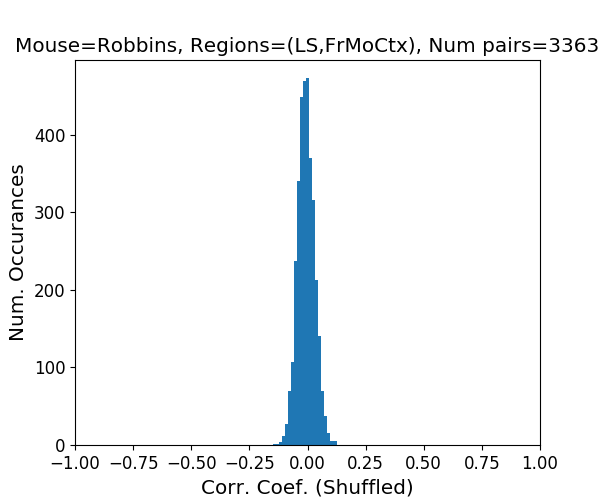 Mouse=Robbins, Regions=(LS,FrMoCtx), Num pairs=3363
Num. Occurances
400
300
200
100
0
−1.00 −0.75 −0.50 −0.25 0.00 0.25 0.50 0.75 1.00
Corr. Coef. (Shuffled)